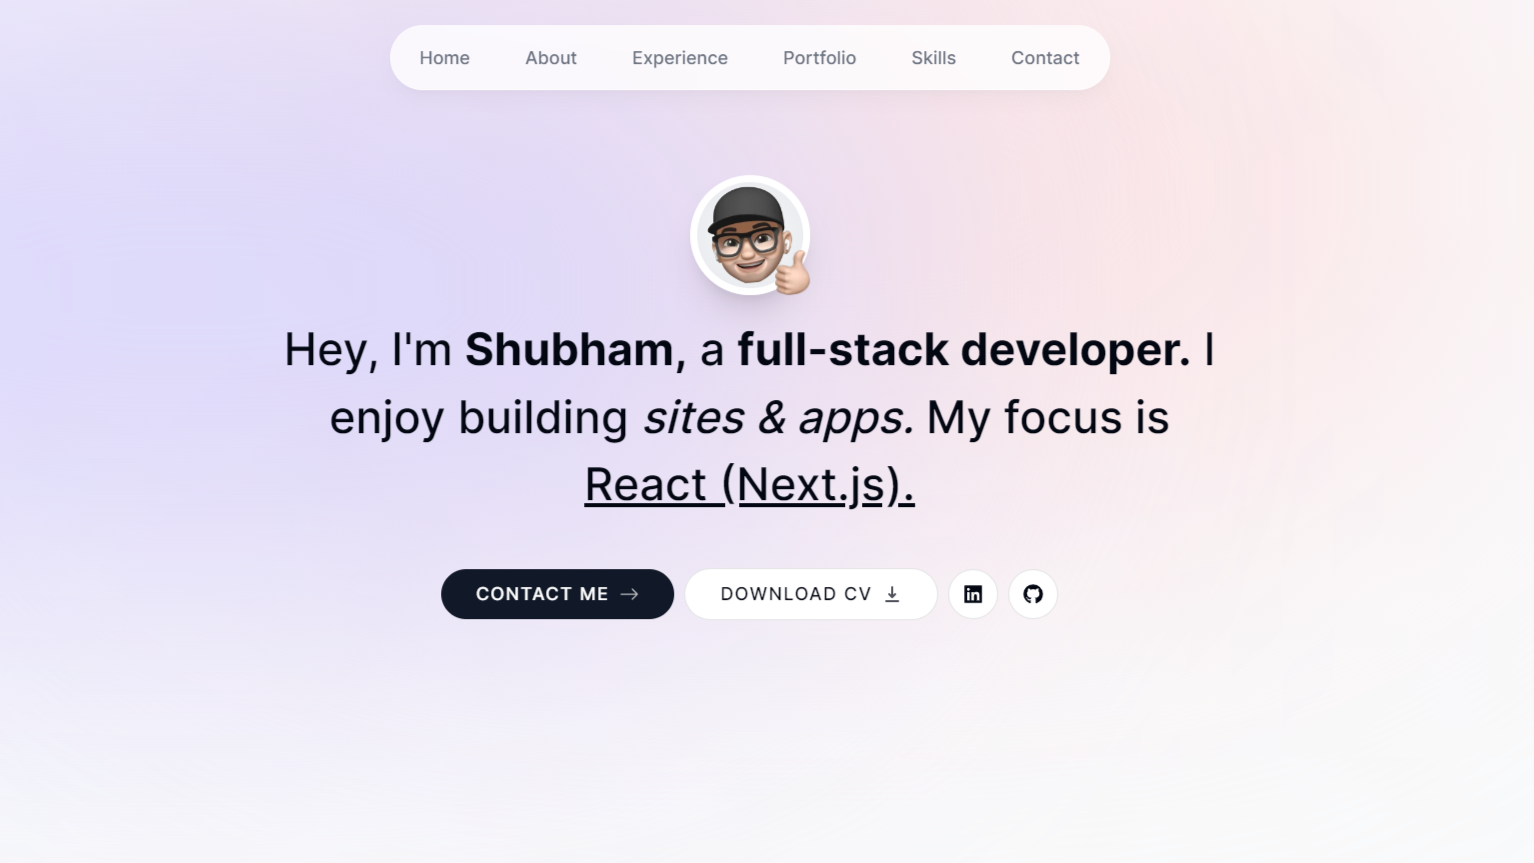 Home About Experience Portfolio Skills Contact
Hey, I'm Shubham, a full-stack developer. I
enjoy building sites & apps. My focus is
React (Next.js).
CONTACT ME DOWNLOAD CV in